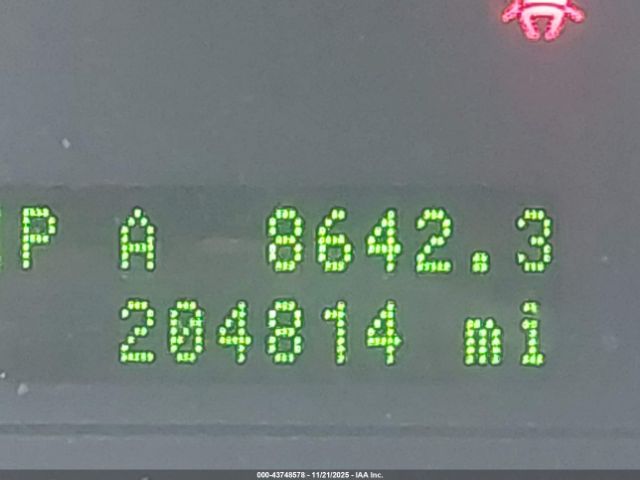 P A 8642.3
204814 mi
000-43748578 - 11/21/2025 - IAA Inc.